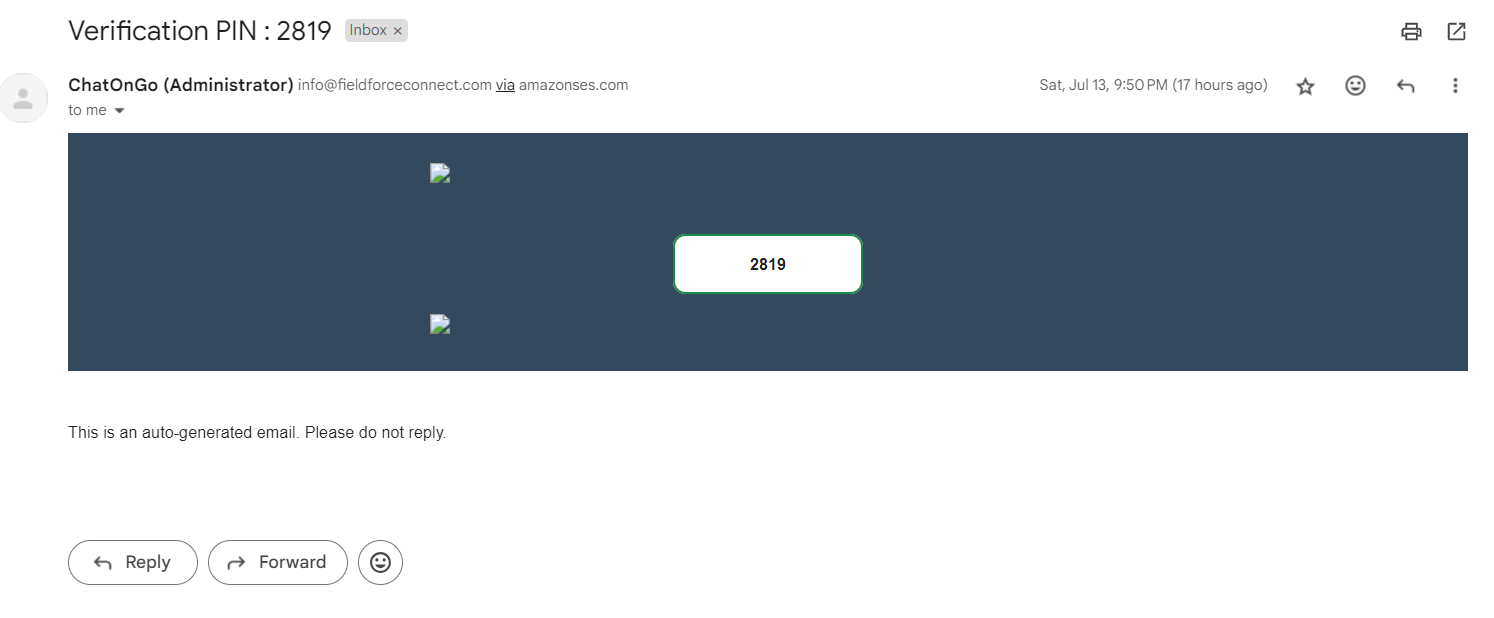 Verification PIN : 2819 Inbox ×
ChatOnGo (Administrator) info@fieldforceconnect.com via amazonses.com Sat, Jul 13, 9:50 PM (17 hours ago)
to me
2819
This is an auto-generated email. Please do not reply.
Reply Forward